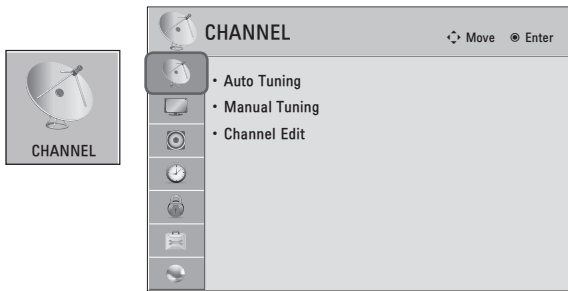 CHANNEL
CHANNEL Move Enter
• Auto Tuning
• Manual Tuning
• Channel Edit